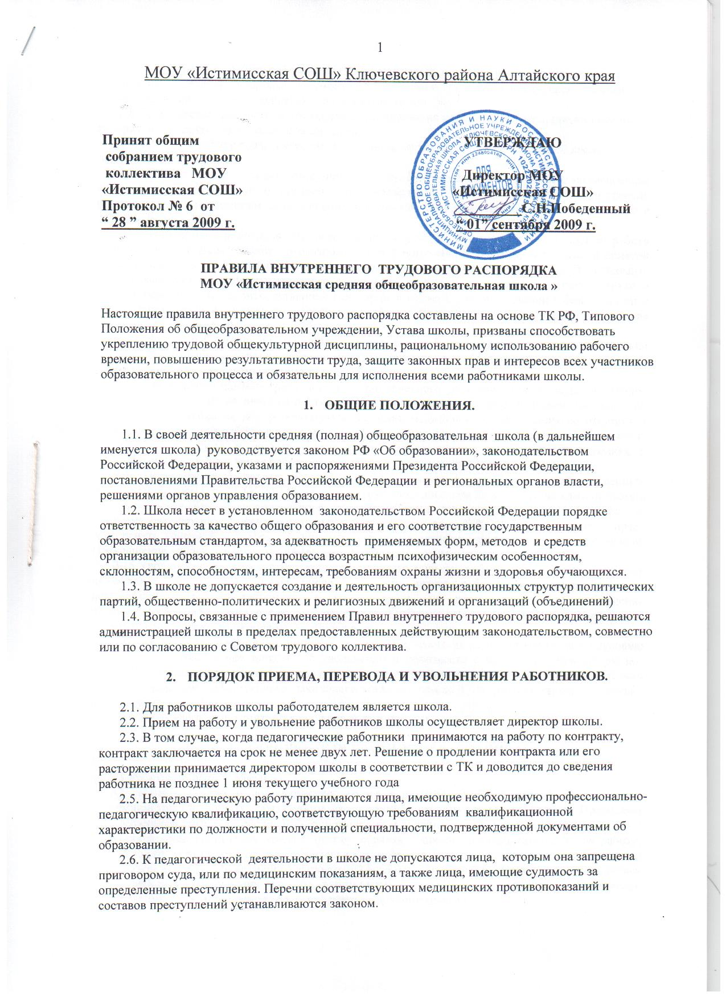 1
МОУ «Истимисская СОШ» Ключевского района Алтайского края
Принят общим
собранием трудового
коллектива МОУ
«Истимисская СОШ»
Протокол № 6 от
“ 28 ” августа 2009 г.
УТВЕРЖДАЮ
Директор МОУ
«Истимисская СОШ»
С.Н.Победенный
“ 01” сентября 2009 г.
ДЛЯ
ДОКУМЕНТОВ
ПРАВИЛА ВНУТРЕННЕГО ТРУДОВОГО РАСПОРЯДКА
МОУ «Истимисская средняя общеобразовательная школа »
Настоящие правила внутреннего трудового распорядка составлены на основе ТК РФ, Типового
Положения об общеобразовательном учреждении, Устава школы, призваны способствовать
укреплению трудовой общекультурной дисциплины, рациональному использованию рабочего
времени, повышению результативности труда, защите законных прав и интересов всех участников
образовательного процесса и обязательны для исполнения всеми работниками школы.
1. ОБЩИЕ ПОЛОЖЕНИЯ.
1.1. В своей деятельности средняя (полная) общеобразовательная школа (в дальнейшем
именуется школа) руководствуется законом РФ «Об образовании», законодательством
Российской Федерации, указами и распоряжениями Президента Российской Федерации,
постановлениями Правительства Российской Федерации и региональных органов власти,
решениями органов управления образованием.
1.2. Школа несет в установленном законодательством Российской Федерации порядке
ответственность за качество общего образования и его соответствие государственным
образовательным стандартом, за адекватность применяемых форм, методов и средств
организации образовательного процесса возрастным психофизическим особенностям,
склонностям, способностям, интересам, требованиям охраны жизни и здоровья обучающихся.
1.3. В школе не допускается создание и деятельность организационных структур политических
партий, общественно-политических и религиозных движений и организаций (объединений)
1.4. Вопросы, связанные с применением Правил внутреннего трудового распорядка, решаются
администрацией школы в пределах предоставленных действующим законодательством, совместно
или по согласованию с Советом трудового коллектива.
2. ПОРЯДОК ПРИЕМА, ПЕРЕВОДА И УВОЛЬНЕНИЯ РАБОТНИКОВ.
2.1. Для работников школы работодателем является школа.
2.2. Прием на работу и увольнение работников школы осуществляет директор школы.
2.3. В том случае, когда педагогические работники принимаются на работу по контракту,
контракт заключается на срок не менее двух лет. Решение о продлении контракта или его
расторжении принимается директором школы в соответствии с ТК и доводится до сведения
работника не позднее 1 июня текущего учебного года
2.5. На педагогическую работу принимаются лица, имеющие необходимую профессионально-
педагогическую квалификацию, соответствующую требованиям квалификационной
характеристики по должности и полученной специальности, подтвержденной документами об
образовании.
2.6. К педагогической деятельности в школе не допускаются лица, которым она запрещена
приговором суда, или по медицинским показаниям, а также лица, имеющие судимость за
определенные преступления. Перечни соответствующих медицинских противопоказаний и
составов преступлений устанавливаются законом.